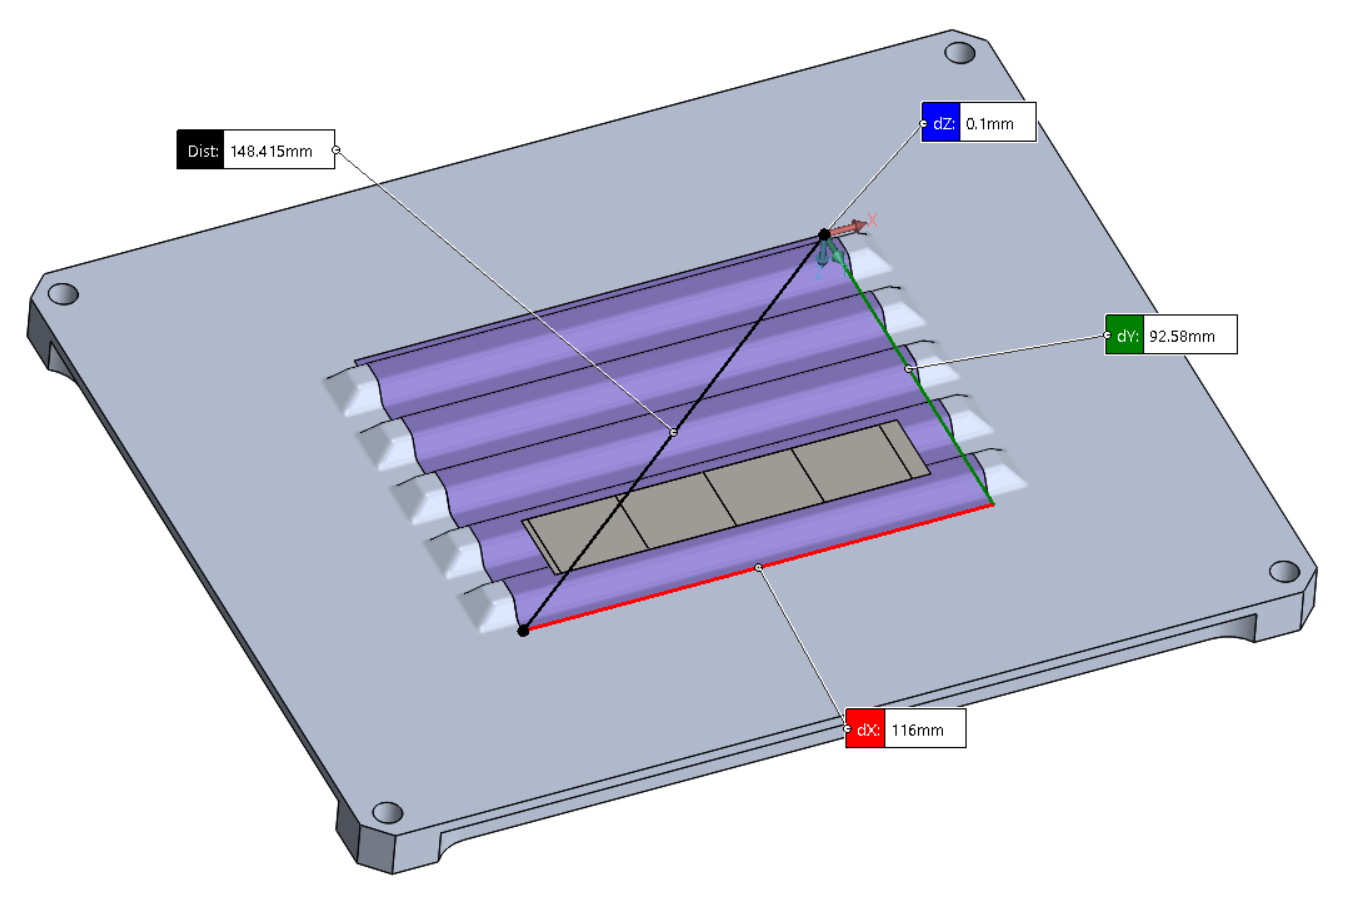 dZ: 0.1mm
Dist: 148.415mm
X
Z
dY: 92.58mm
dX: 116mm